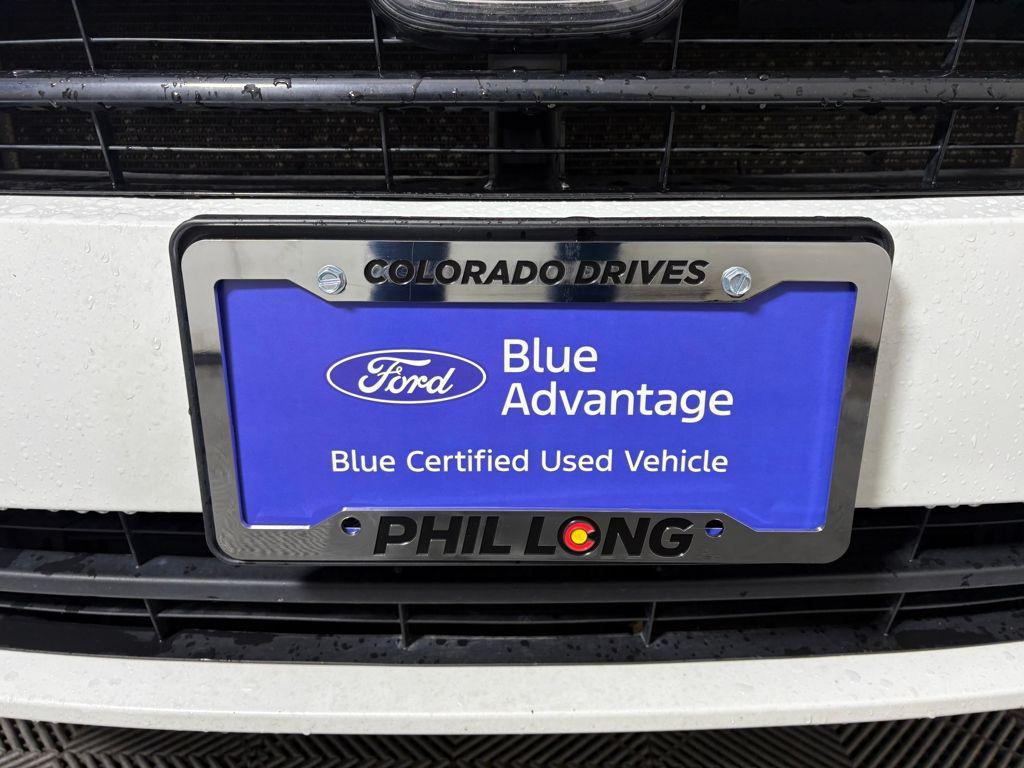 COLORADO DRIVES
Ford
Blue
Advantage
Blue Certified Used Vehicle
PHIL LONG